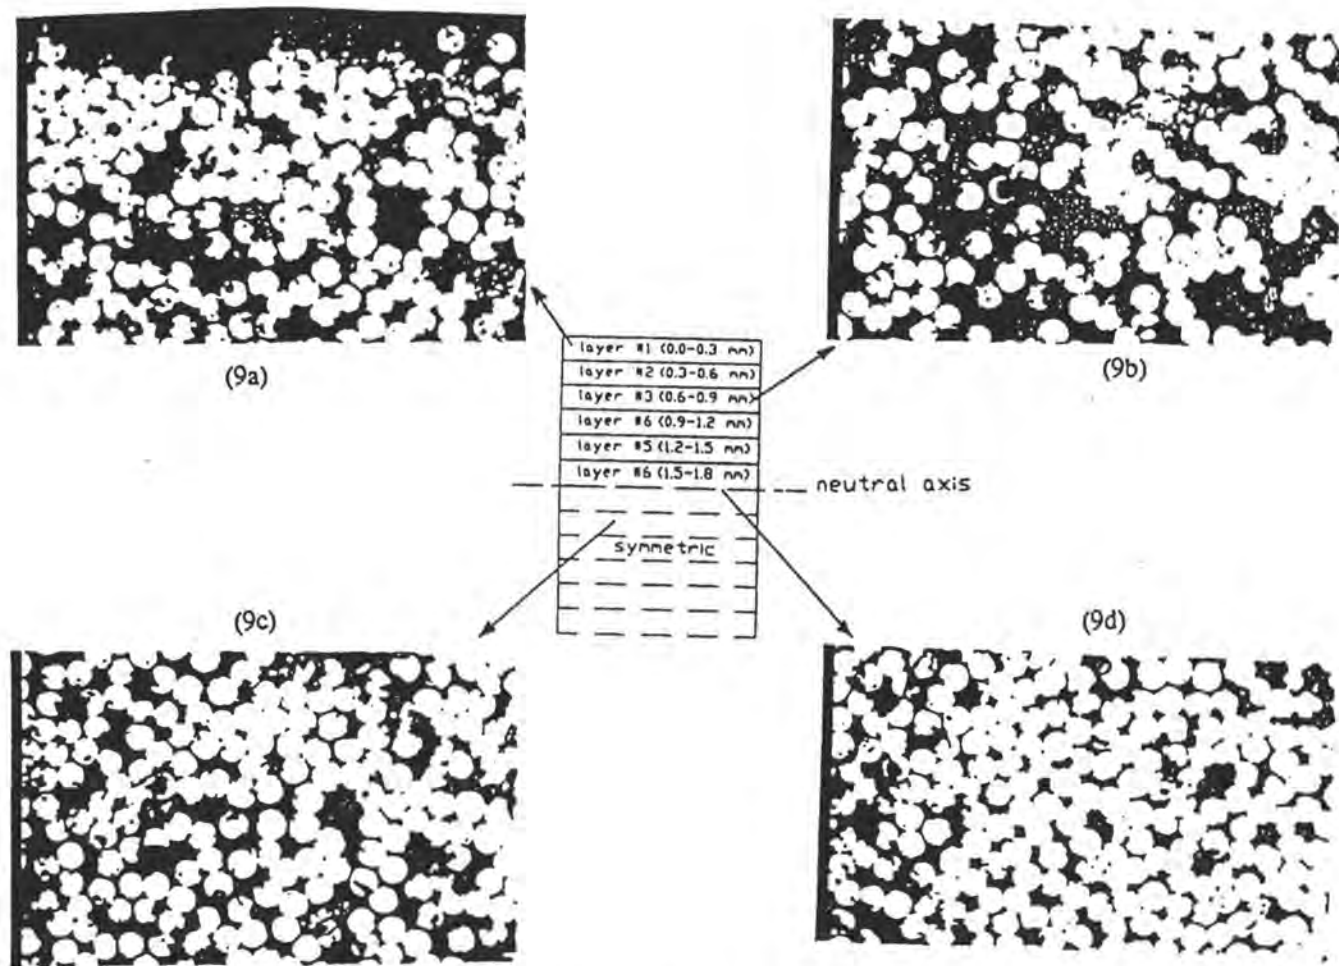 (9a)
(9b)
layer #1 (0.0-0.3 mm)
layer #2 (0.3-0.6 mm)
layer #3 (0.6-0.9 mm)
layer #6 (0.9-1.2 mm)
layer #5 (1.2-1.5 mm)
layer #6 (1.5-1.8 mm)
neutral axis
symmetric
(9c)
(9d)